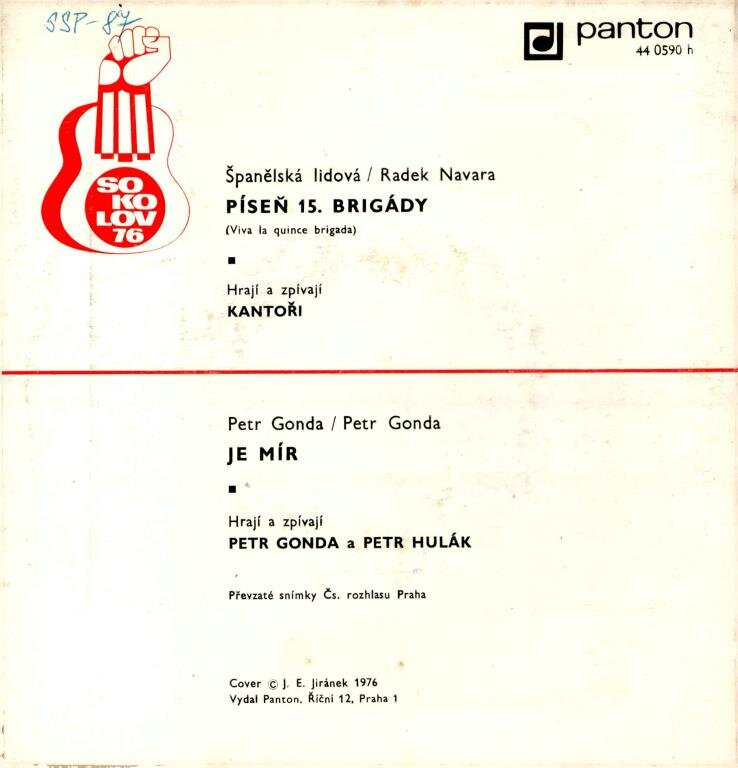 SSP-87
panton
44 0590 h
SO
KO
LOV
76
Španělská lidová / Radek Navara
PÍSEŇ 15. BRIGÁDY
(Viva la quince brigada)
Hrají a zpívají
KANTOŘI
Petr Gonda / Petr Gonda
JE MÍR
Hrají a zpívají
PETR GONDA a PETR HULÁK
Převzaté snímky Čs. rozhlasu Praha
Cover © J. E. Jiránek 1976
Vydal Panton, Říční 12, Praha 1